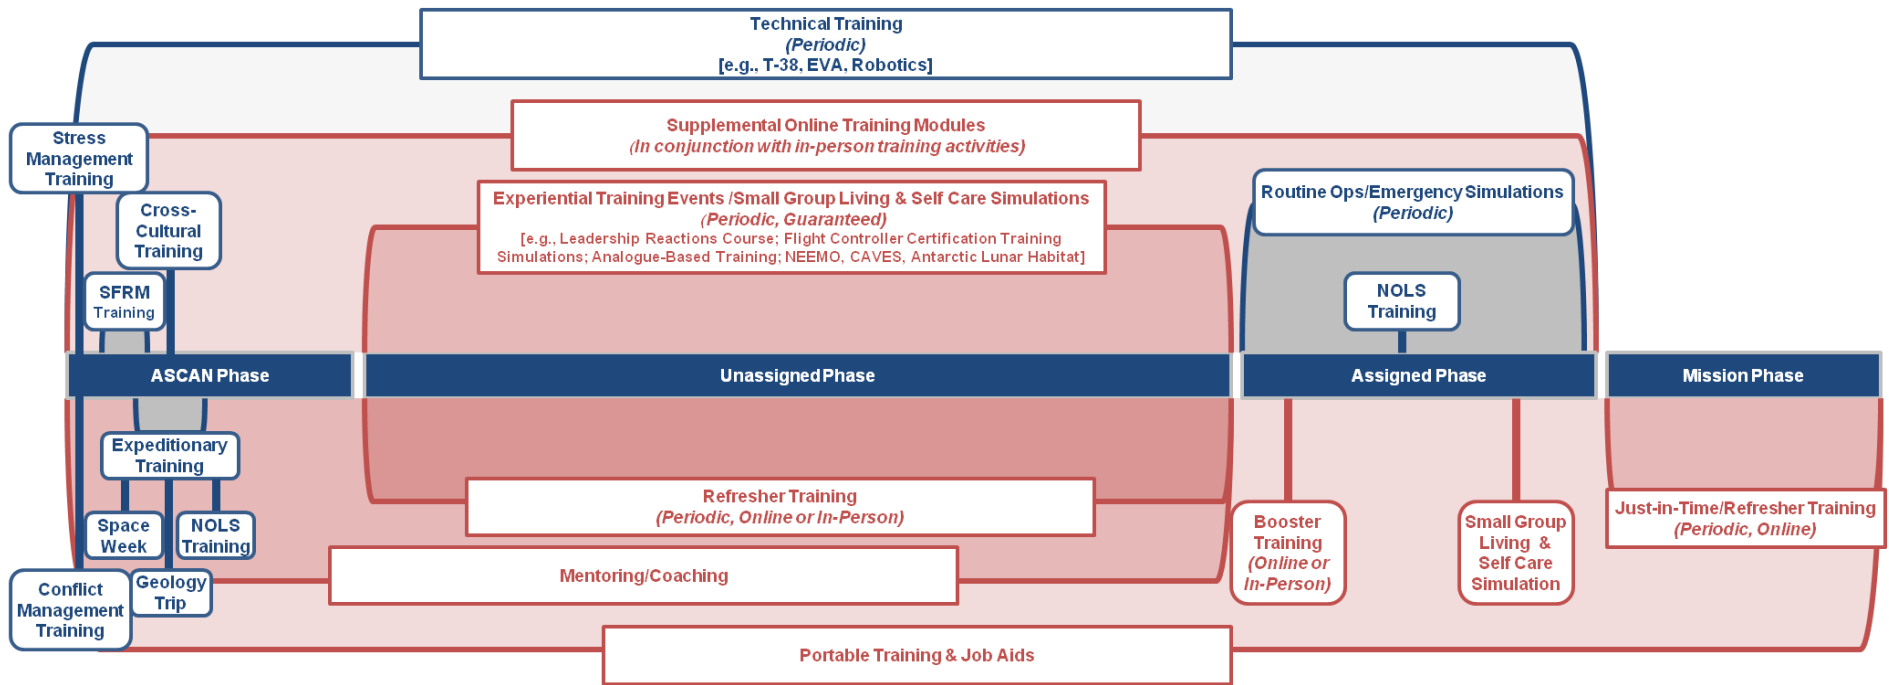 Technical Training
(Periodic)
[e.g., T-38, EVA, Robotics]
Supplemental Online Training Modules
(In conjunction with in-person training activities)
Stress
Management
Training
Experiential Training Events /Small Group Living & Self Care Simulations
(Periodic, Guaranteed)
[e.g., Leadership Reactions Course; Flight Controller Certification Training
Simulations; Analogue-Based Training; NEEMO, CAVES, Antarctic Lunar Habitat]
Routine Ops/Emergency Simulations
(Periodic)
Cross-
Cultural
Training
SFRM
Training
NOLS
Training
ASCAN Phase
Unassigned Phase
Assigned Phase
Mission Phase
Expeditionary
Training
Space
Week
NOLS
Training
Geology
Trip
Conflict
Management
Training
Refresher Training
(Periodic, Online or In-Person)
Mentoring/Coaching
Booster
Training
(Online or
In-Person)
Small Group
Living &
Self Care
Simulation
Just-in-Time/Refresher Training
(Periodic, Online)
Portable Training & Job Aids